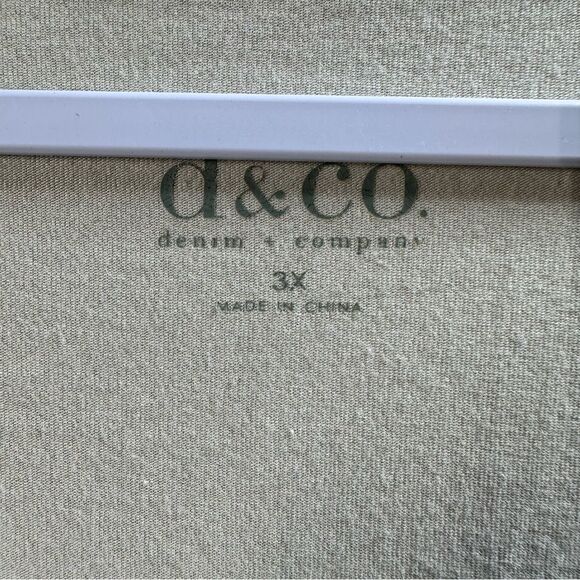 d&co.
denim + company
3X
MADE IN CHINA